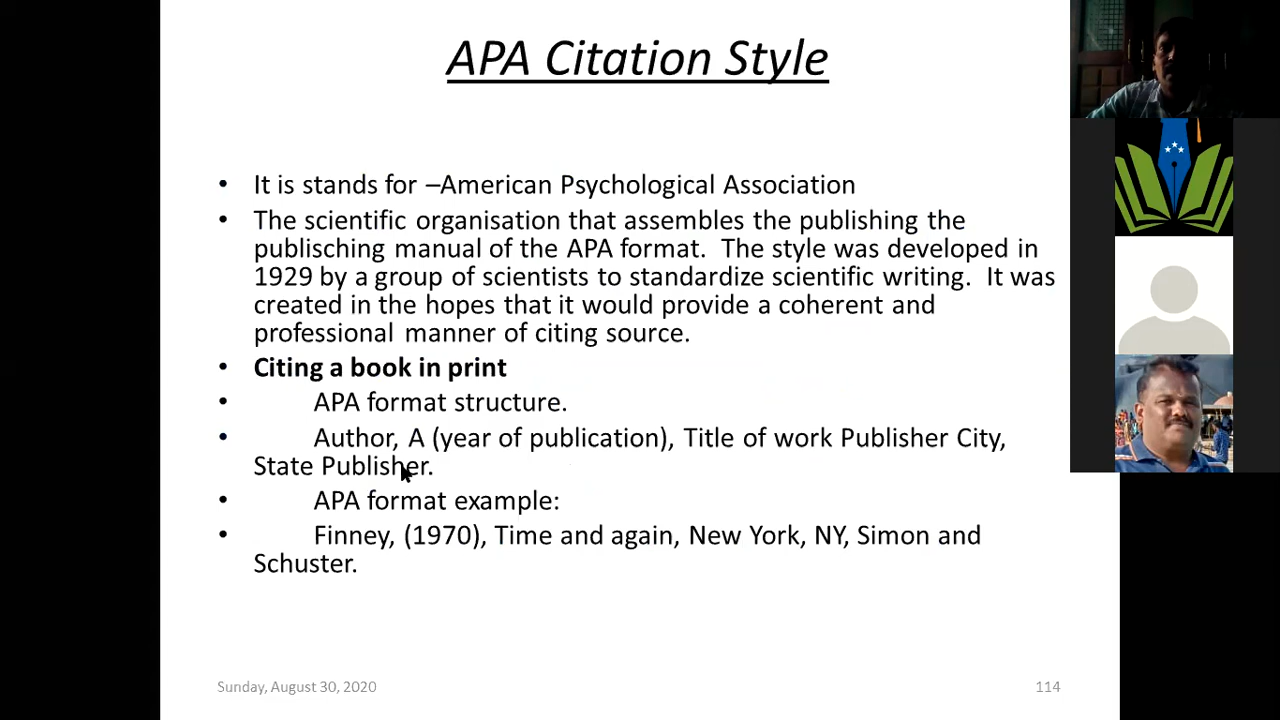 APA Citation Style
• It is stands for –American Psychological Association
• The scientific organisation that assembles the publishing the
publisching manual of the APA format. The style was developed in
1929 by a group of scientists to standardize scientific writing. It was
created in the hopes that it would provide a coherent and
professional manner of citing source.
• Citing a book in print
• APA format structure.
• Author, A (year of publication), Title of work Publisher City,
State Publisher.
• APA format example:
• Finney, (1970), Time and again, New York, NY, Simon and
Schuster.
Sunday, August 30, 2020
114